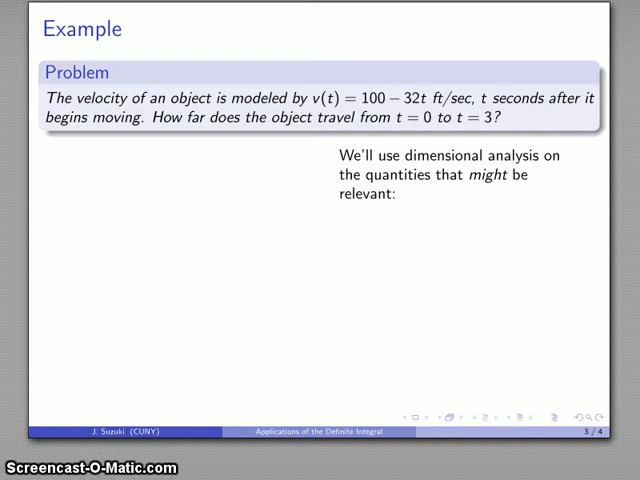 Example
Problem
The velocity of an object is modeled by v(t) = 100 − 32t ft/sec, t seconds after it
begins moving. How far does the object travel from t = 0 to t = 3?
We'll use dimensional analysis on
the quantities that might be
relevant:
J. Suzuki (CUNY) Applications of the Definite Integral 3 / 4
Screencast-O-Matic.com